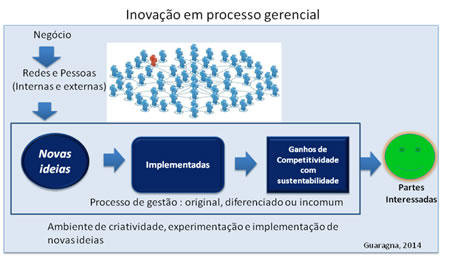 Inovação em processo gerencial
Negócio
Redes e Pessoas
(Internas e externas)
Novas
ideias
Implementadas
Ganhos de
Competitividade
com
sustentabilidade
Partes
Interessadas
Processo de gestão : original, diferenciado ou incomum
Ambiente de criatividade, experimentação e implementação de
novas ideias
Guaragna, 2014